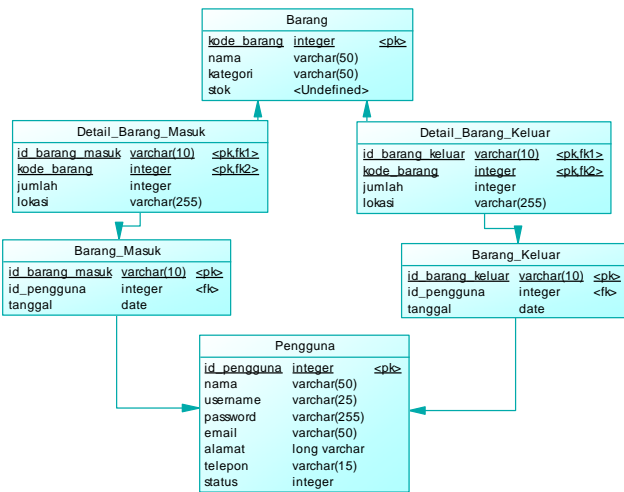 Barang
kode_barang integer <pk>
nama varchar(50)
kategori varchar(50)
stok <Undefined>
Detail_Barang_Masuk
id_barang_masuk varchar(10) <pk,fk1>
kode_barang integer <pk,fk2>
jumlah integer
lokasi varchar(255)
Detail_Barang_Keluar
id_barang_keluar varchar(10) <pk,fk1>
kode_barang integer <pk,fk2>
jumlah integer
lokasi varchar(255)
Barang_Masuk
id_barang_masuk varchar(10) <pk>
id_pengguna integer <fk>
tanggal date
Barang_Keluar
id_barang_keluar varchar(10) <pk>
id_pengguna integer <fk>
tanggal date
Pengguna
id_pengguna integer <pk>
nama varchar(50)
username varchar(25)
password varchar(255)
email varchar(50)
alamat long varchar
telepon varchar(15)
status integer